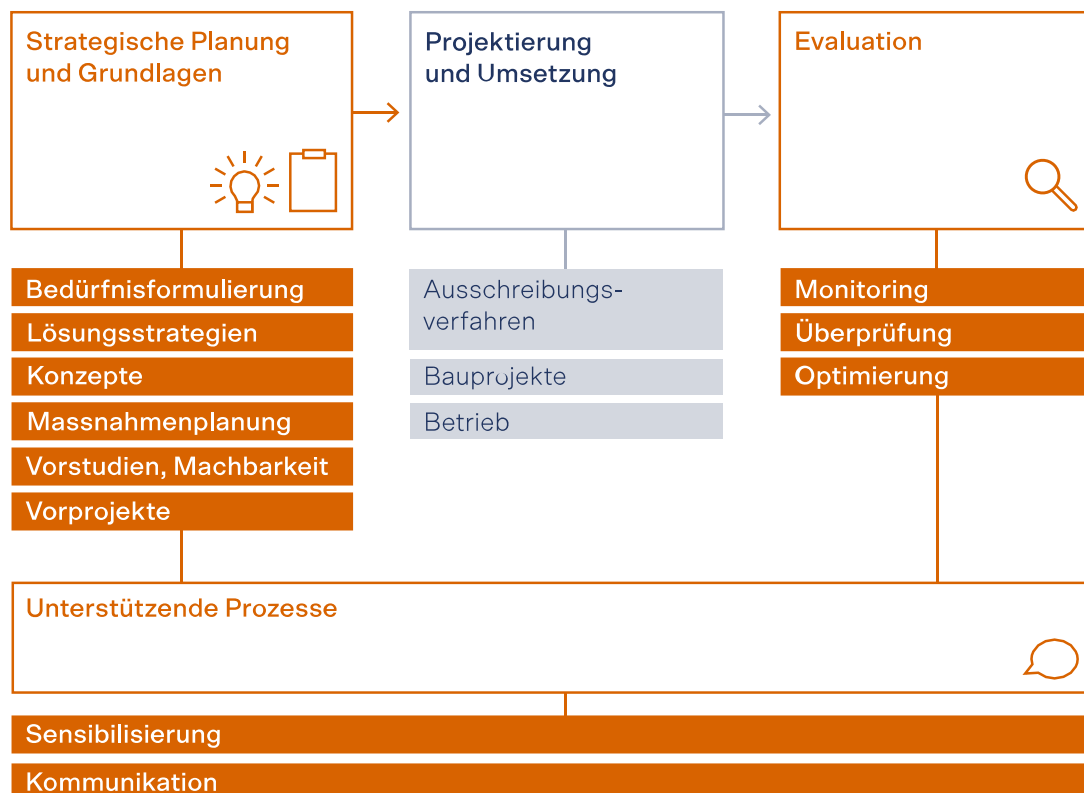 Strategische Planung
und Grundlagen
Projektierung
und Umsetzung
Evaluation
Bedürfnisformulierung
Lösungsstrategien
Konzepte
Massnahmenplanung
Vorstudien, Machbarkeit
Vorprojekte
Ausschreibungs-
verfahren
Bauprojekte
Betrieb
Monitoring
Überprüfung
Optimierung
Unterstützende Prozesse
Sensibilisierung
Kommunikation